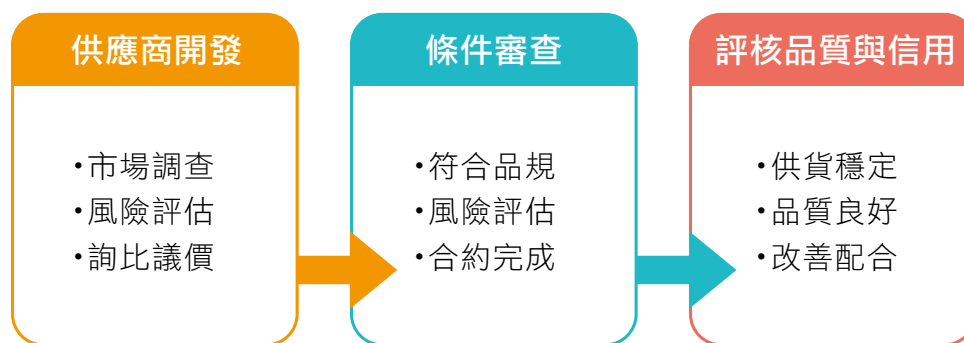 供應商開發
•市場調查
•風險評估
•詢比議價
條件審查
•符合品規
•風險評估
•合約完成
評核品質與信用
•供貨穩定
•品質良好
•改善配合